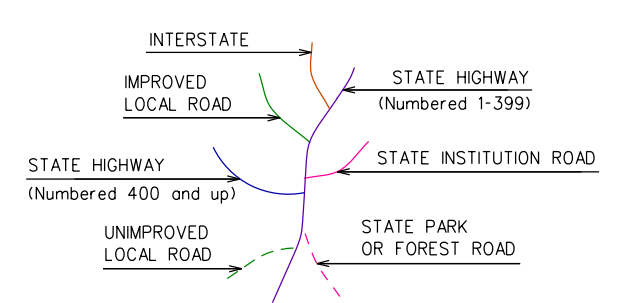 INTERSTATE
STATE HIGHWAY
(Numbered 1-399)
IMPROVED
LOCAL ROAD
STATE INSTITUTION ROAD
STATE HIGHWAY
(Numbered 400 and up)
UNIMPROVED
LOCAL ROAD
STATE PARK
OR FOREST ROAD